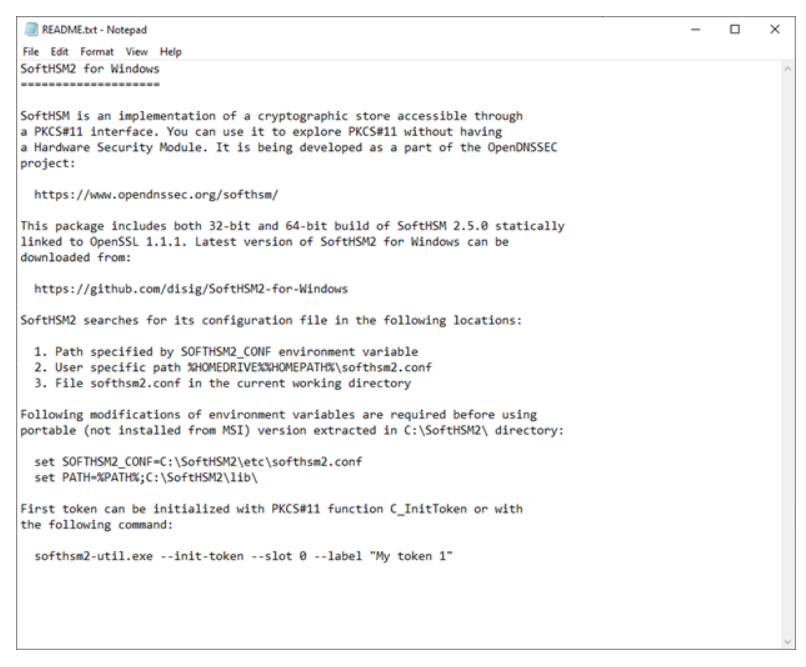 README.txt - Notepad
File Edit Format View Help
SoftHSM2 for Windows
====================
SoftHSM is an implementation of a cryptographic store accessible through
a PKCS#11 interface. You can use it to explore PKCS#11 without having
a Hardware Security Module. It is being developed as a part of the OpenDNSSEC
project:
https://www.opendnssec.org/softhsm/
This package includes both 32-bit and 64-bit build of SoftHSM 2.5.0 statically
linked to OpenSSL 1.1.1. Latest version of SoftHSM2 for Windows can be
downloaded from:
https://github.com/disig/SoftHSM2-for-Windows
SoftHSM2 searches for its configuration file in the following locations:
1. Path specified by SOFTHSM2_CONF environment variable
2. User specific path %HOMEDRIVE%%HOMEPATH%\softhsm2.conf
3. File softhsm2.conf in the current working directory
Following modifications of environment variables are required before using
portable (not installed from MSI) version extracted in C:\SoftHSM2\ directory:
set SOFTHSM2_CONF=C:\SoftHSM2\etc\softhsm2.conf
set PATH=%PATH%;C:\SoftHSM2\lib\
First token can be initialized with PKCS#11 function C_InitToken or with
the following command:
softhsm2-util.exe --init-token --slot 0 --label "My token 1"